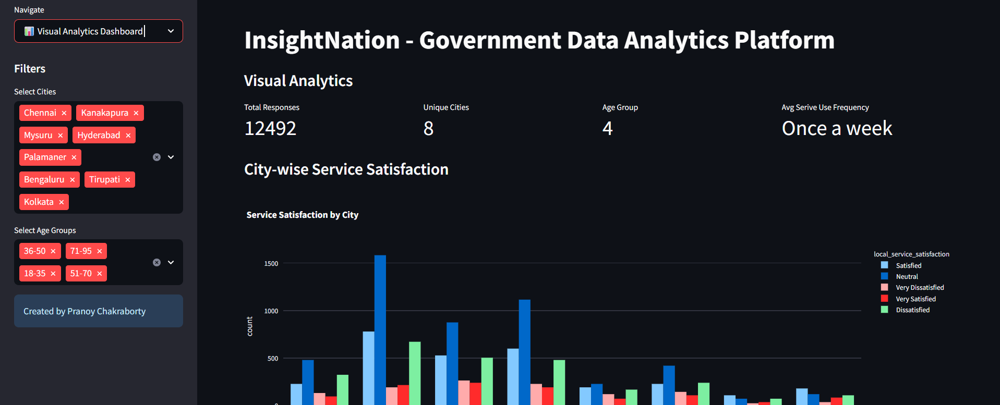 Navigate
Visual Analytics Dashboard
Filters
Select Cities
Chennai × Kanakapura ×
Mysuru × Hyderabad ×
Palamaner ×
Bengaluru × Tirupati ×
Kolkata ×
Select Age Groups
36-50 × 71-95 ×
18-35 × 51-70 ×
Created by Pranoy Chakraborty
InsightNation - Government Data Analytics Platform
Visual Analytics
Total Responses
12492
Unique Cities
8
Age Group
4
Avg Serive Use Frequency
Once a week
City-wise Service Satisfaction
Service Satisfaction by City
1500
1000
500
0
count
local_service_satisfaction
Satisfied
Neutral
Very Dissatisfied
Very Satisfied
Dissatisfied